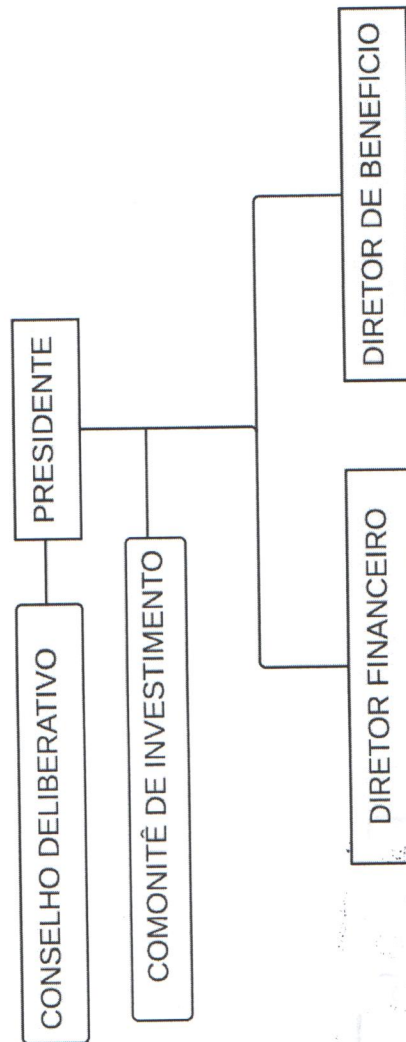 CONSELHO DELIBERATIVO
PRESIDENTE
COMONITÊ DE INVESTIMENTO
DIRETOR FINANCEIRO
DIRETOR DE BENEFICIO